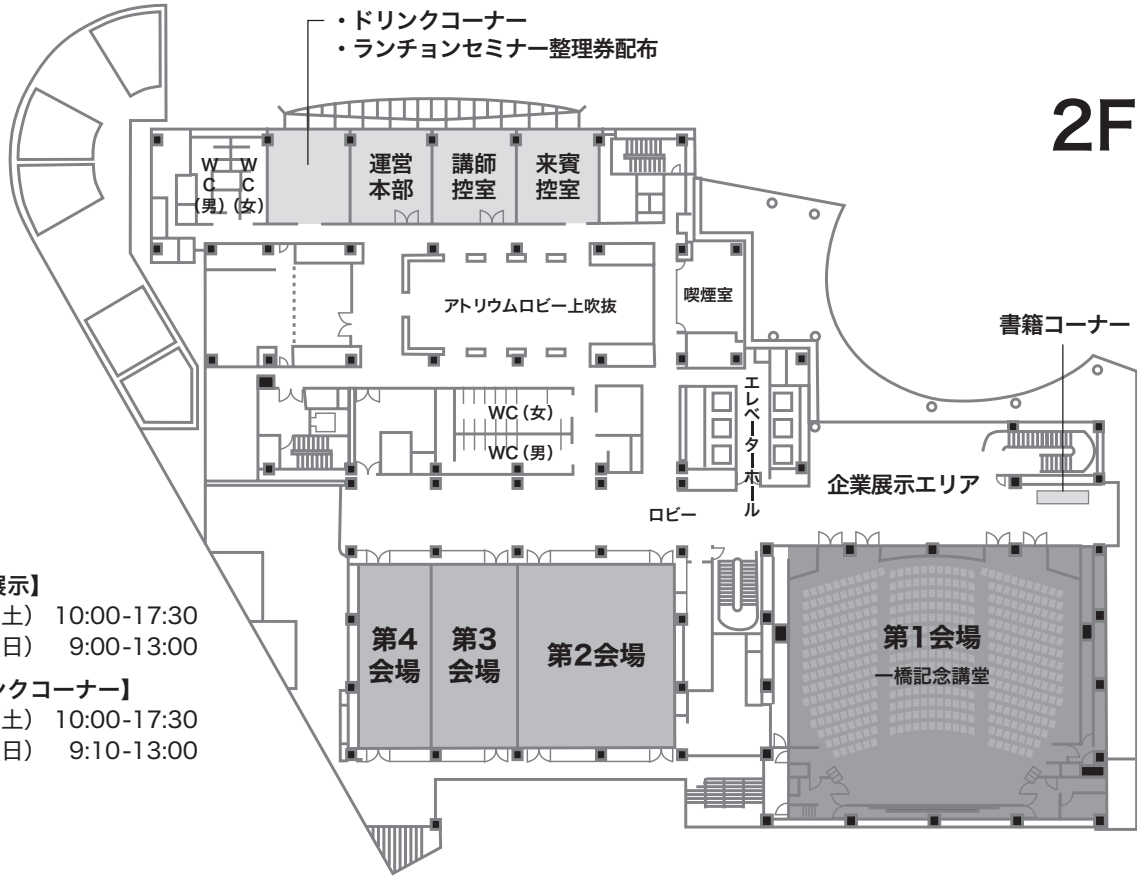 ・ドリンクコーナー
・ランチョンセミナー整理券配布
2F
WC（男）
WC（女）
運営
本部
講師
控室
来賓
控室
アトリウムロビー上吹抜
喫煙室
書籍コーナー
エレベーターホール
WC（女）
WC（男）
企業展示エリア
ロビー
展示】
土） 10:00-17:30
日） 9:00-13:00
ンクコーナー】
土） 10:00-17:30
日） 9:10-13:00
第4
会場
第3
会場
第2会場
第1会場
一橋記念講堂